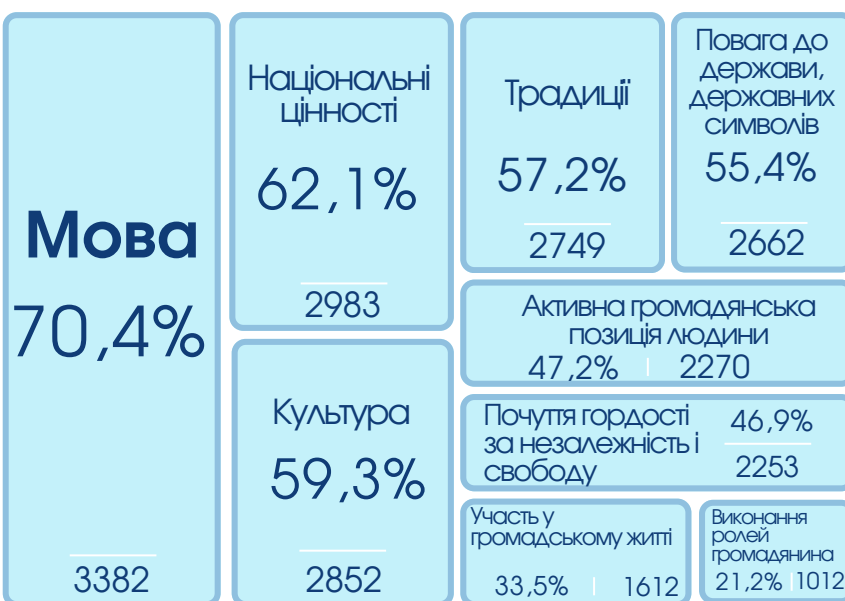 Мова
70,4%
3382
Національні
цінності
62,1%
2983
Культура
59,3%
2852
Традиції
57,2%
2749
Повага до
держави,
державних
символів
55,4%
2662
Активна громадянська
позиція людини
47,2% 2270
Почуття гордості
за незалежність і
свободу
46,9%
2253
Участь у
громадському житті
33,5% 1612
Виконання
ролей
громадянина
21,2% 1012